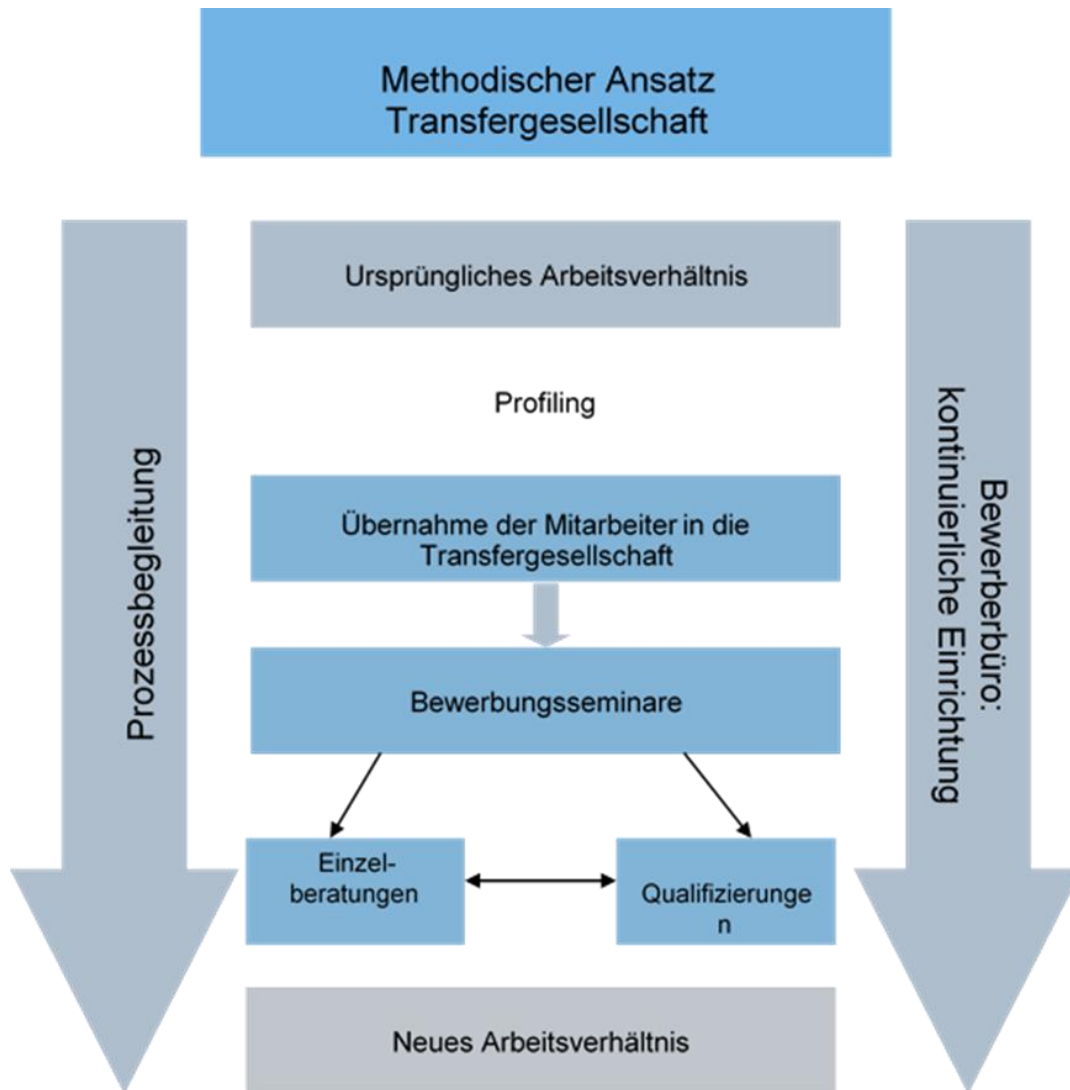 Methodischer Ansatz
Transfergesellschaft
Ursprüngliches Arbeitsverhältnis
Profiling
Übernahme der Mitarbeiter in die
Transfergesellschaft
Bewerbungsseminare
Einzel-
beratungen
Qualifizierunge
n
Neues Arbeitsverhältnis
Prozessbegleitung
Bewerberbüro:
kontinuierliche Einrichtung